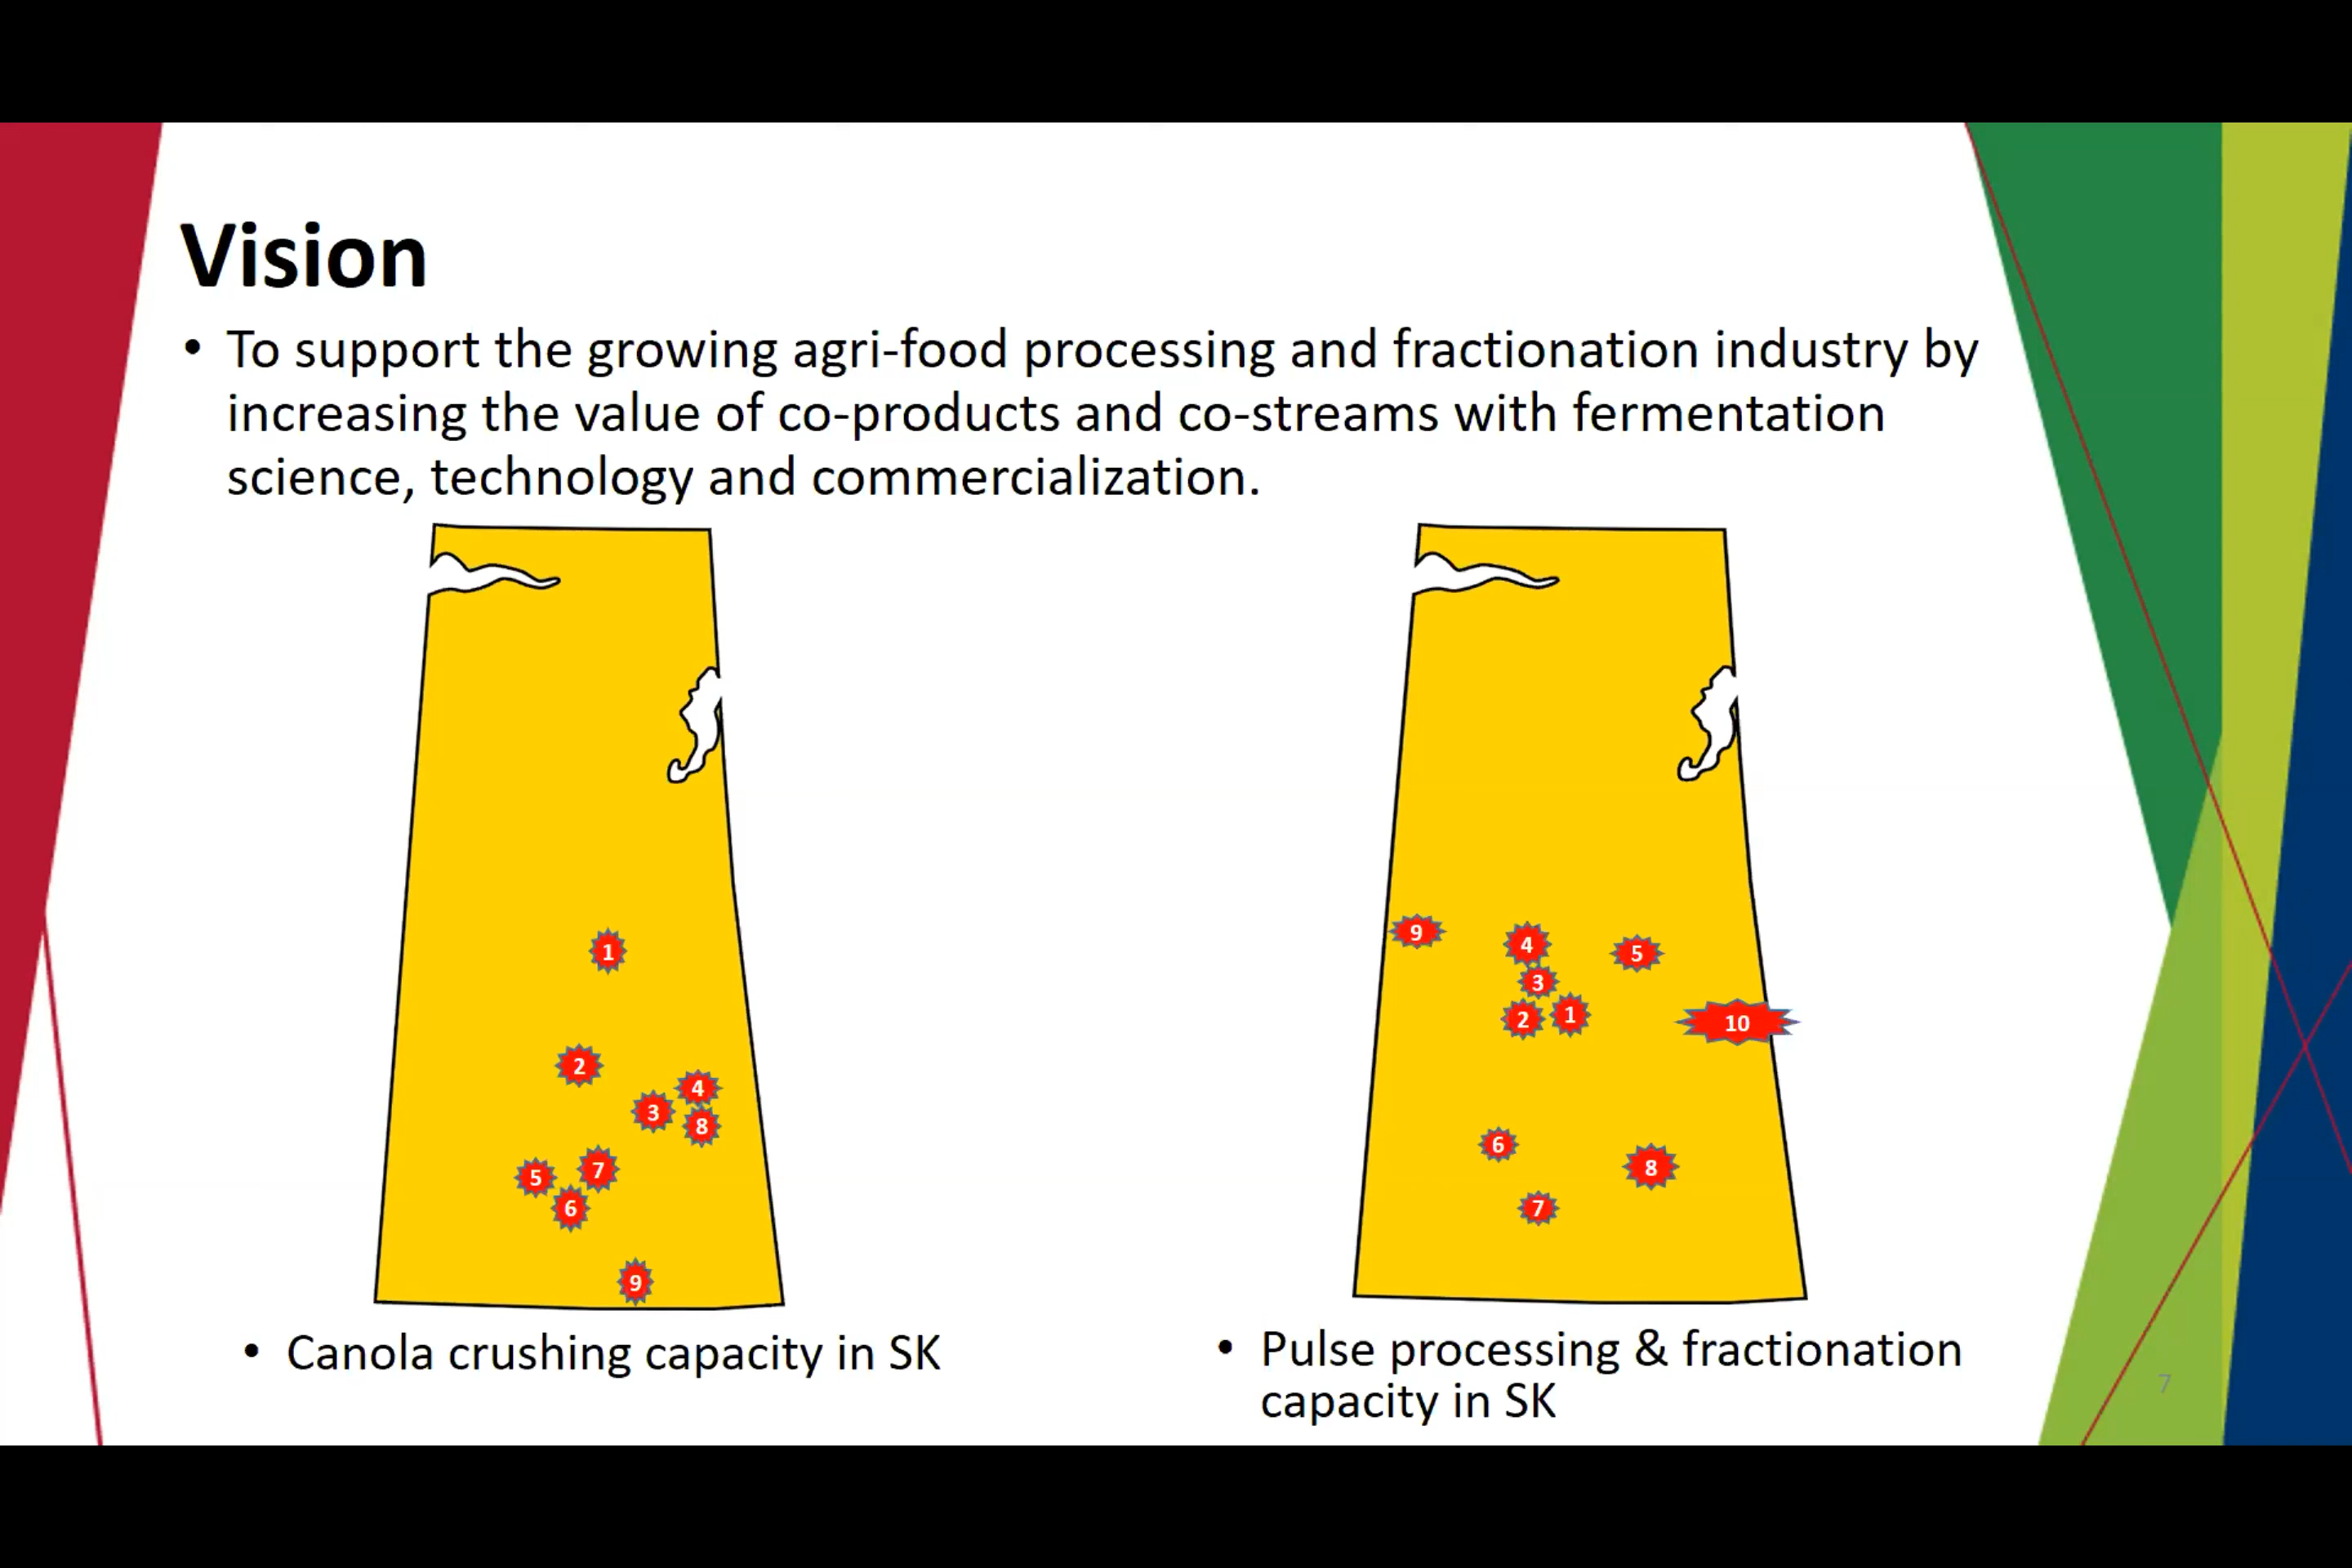 Vision
• To support the growing agri-food processing and fractionation industry by
increasing the value of co-products and co-streams with fermentation
science, technology and commercialization.
1
2
4
3
8
7
5
6
9
• Canola crushing capacity in SK
9
4
5
3
1
2
10
6
8
7
• Pulse processing & fractionation
capacity in SK
7